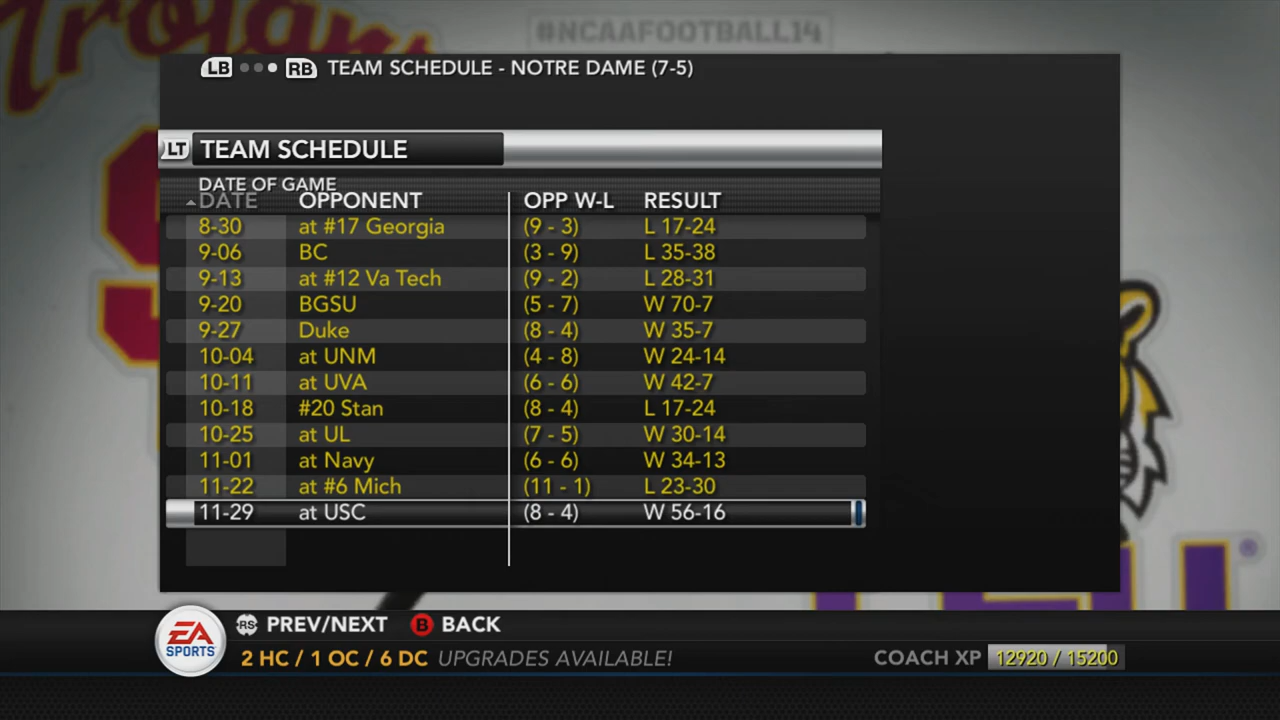 Trojans
#NCAAFOOTBALL14
LB RB TEAM SCHEDULE - NOTRE DAME (7-5)
LT TEAM SCHEDULE
DATE OF GAME
DATE OPPONENT OPP W-L RESULT
8-30 at #17 Georgia (9 - 3) L 17-24
9-06 BC (3 - 9) L 35-38
9-13 at #12 Va Tech (9 - 2) L 28-31
9-20 BGSU (5 - 7) W 70-7
9-27 Duke (8 - 4) W 35-7
10-04 at UNM (4 - 8) W 24-14
10-11 at UVA (6 - 6) W 42-7
10-18 #20 Stan (8 - 4) L 17-24
10-25 at UL (7 - 5) W 30-14
11-01 at Navy (6 - 6) W 34-13
11-22 at #6 Mich (11 - 1) L 23-30
11-29 at USC (8 - 4) W 56-16
EA SPORTS
RS PREV/NEXT B BACK
2 HC / 1 OC / 6 DC UPGRADES AVAILABLE!
COACH XP 12920 / 15200